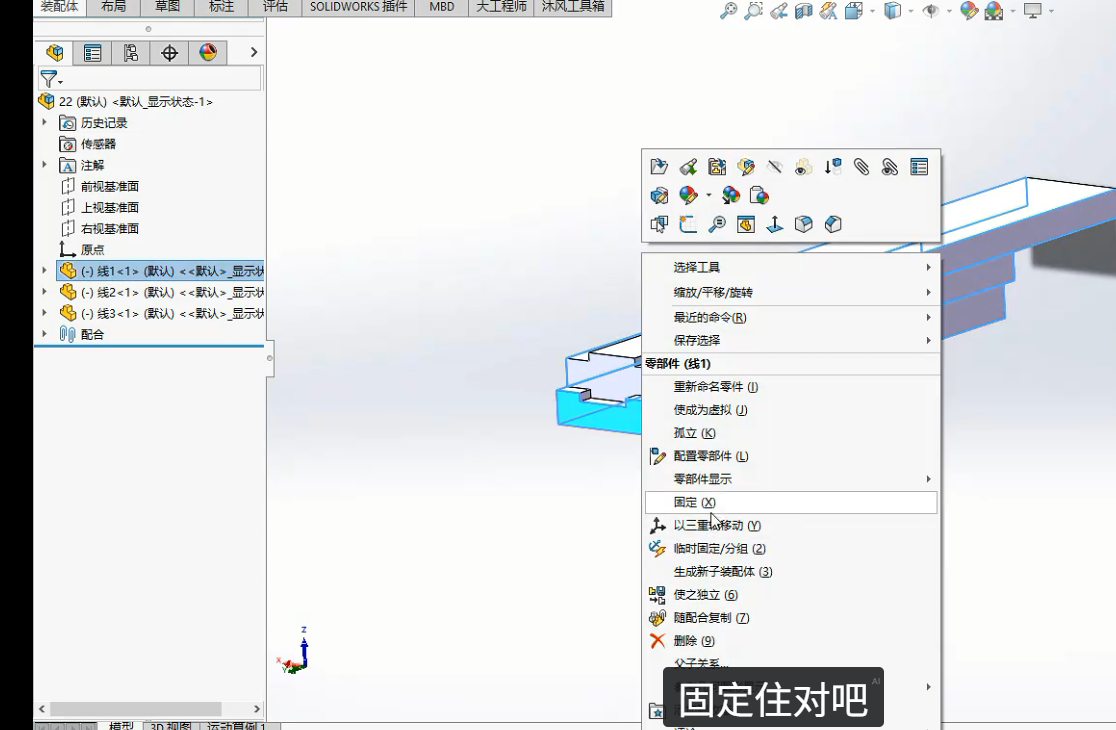 装配体 布局 草图 标注 评估 SOLIDWORKS 插件 MBD 大工程师 沐风工具箱
22 (默认) <默认_显示状态-1>
历史记录
传感器
注解
前视基准面
上视基准面
右视基准面
原点
(-) 线1<1> (默认) <<默认>_显示状
(-) 线2<1> (默认) <<默认>_显示状
(-) 线3<1> (默认) <<默认>_显示状
配合
选择工具
缩放/平移/旋转
最近的命令(R)
保存选择
零部件 (线1)
重新命名零件 (I)
使成为虚拟 (J)
孤立 (K)
配置零部件 (L)
零部件显示
固定 (X)
以三重轴移动 (Y)
临时固定/分组 (2)
生成新子装配体 (3)
使之独立 (6)
随配合复制 (7)
删除 (9)
父子关系...
AI
固定住对吧
Z
X
Y
模型 3D 视图 运动算例 1